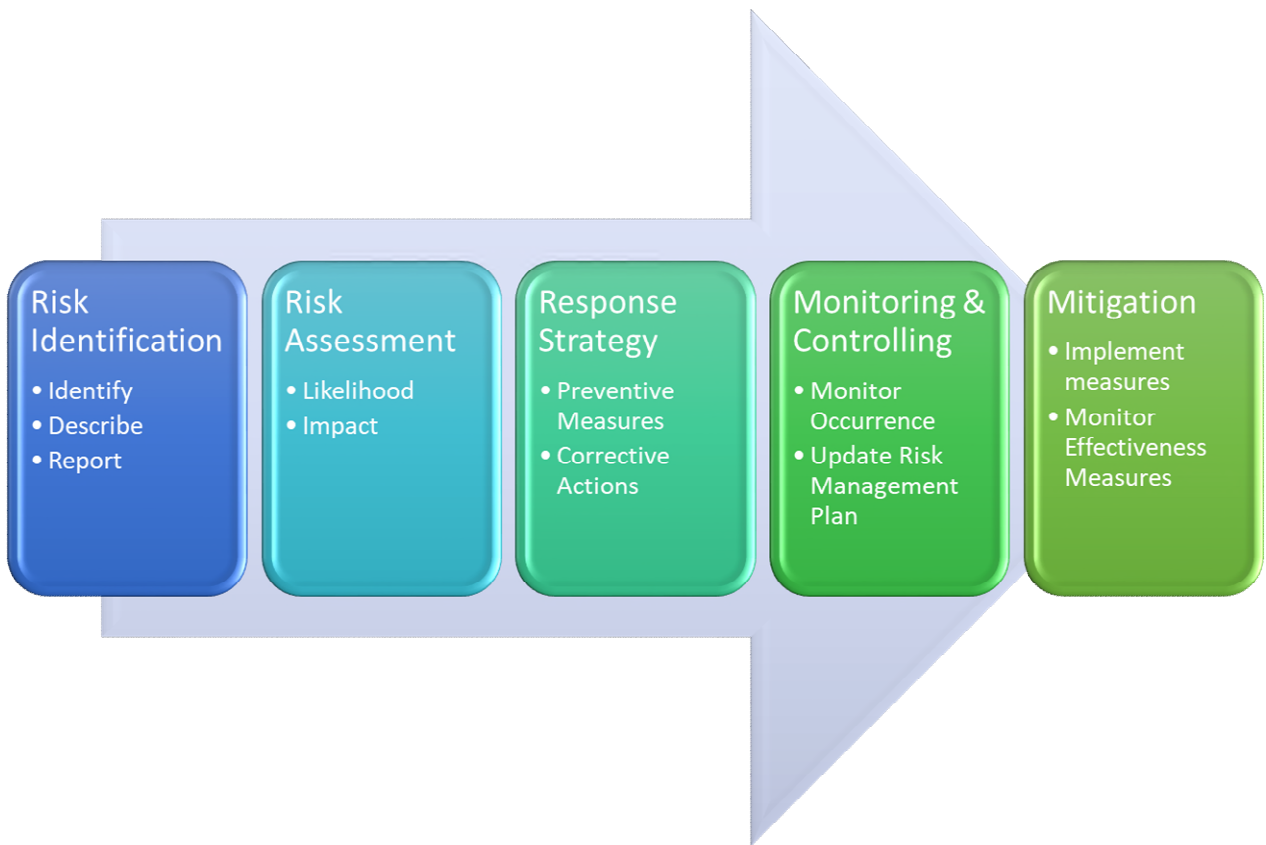 Risk
Identification
• Identify
• Describe
• Report
Risk
Assessment
• Likelihood
• Impact
Response
Strategy
• Preventive
Measures
• Corrective
Actions
Monitoring &
Controlling
• Monitor
Occurrence
• Update Risk
Management
Plan
Mitigation
• Implement
measures
• Monitor
Effectiveness
Measures